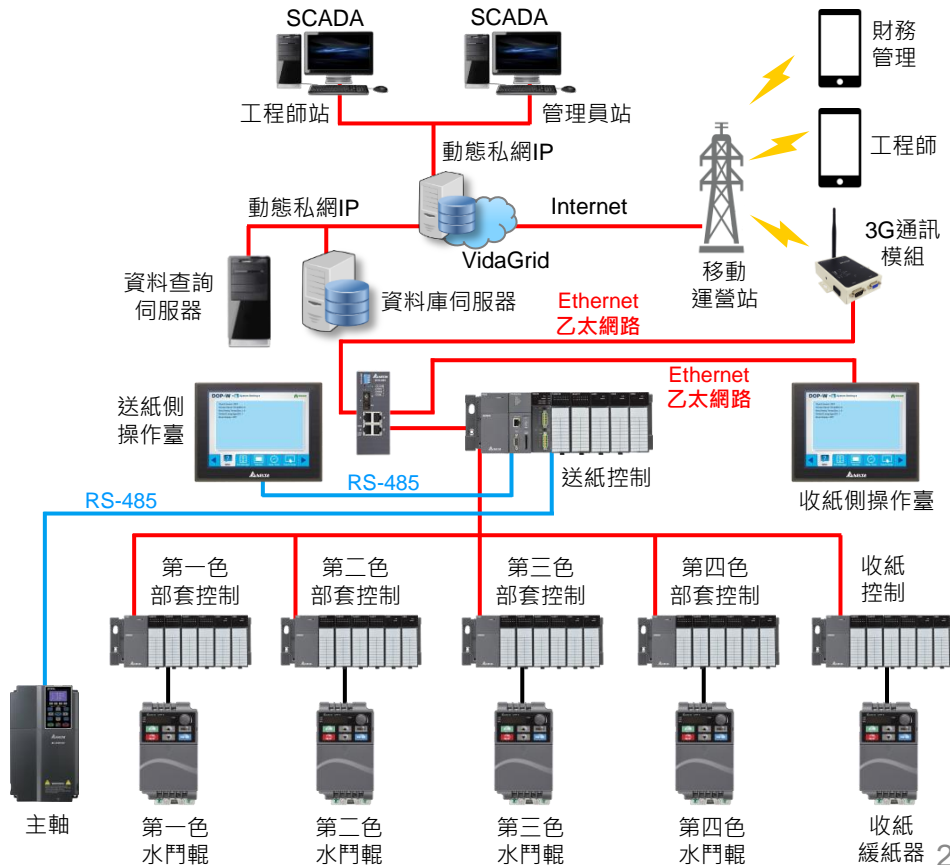 SCADA
SCADA
財務
管理
工程師站
管理員站
工程師
動態私網IP
動態私網IP
Internet
VidaGrid
3G通訊
模組
移動
運營站
資料查詢
伺服器
資料庫伺服器
Ethernet
乙太網路
Ethernet
乙太網路
送紙側
操作臺
DOP-W
DOP-W
送紙控制
收紙側操作臺
RS-485
RS-485
第一色
部套控制
第二色
部套控制
第三色
部套控制
第四色
部套控制
收紙
控制
主軸
第一色
水鬥輥
第二色
水鬥輥
第三色
水鬥輥
第四色
水鬥輥
收紙
緩紙器
2